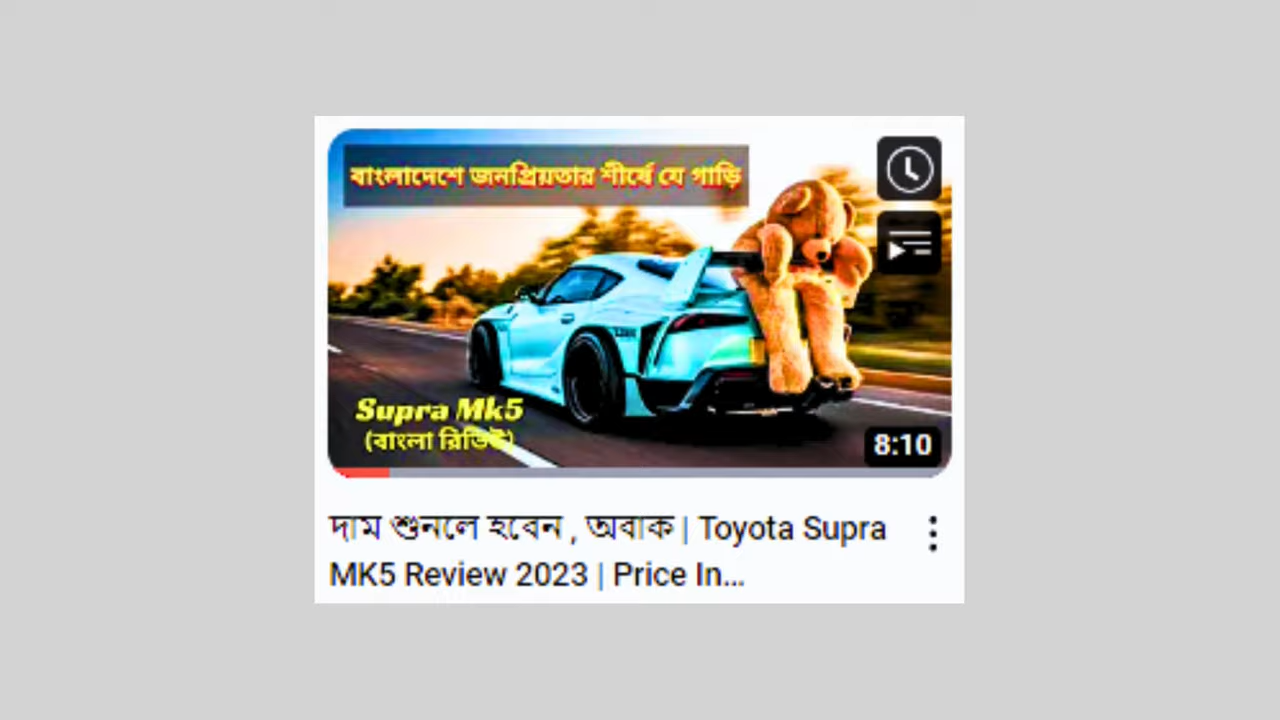 বাংলাদেশে জনপ্রিয়তার শীর্ষে যে গাড়ি
Supra Mk5
(বাংলা রিভিউ)
8:10
দাম শুনলে হবেন , অবাক | Toyota Supra
MK5 Review 2023 | Price In...